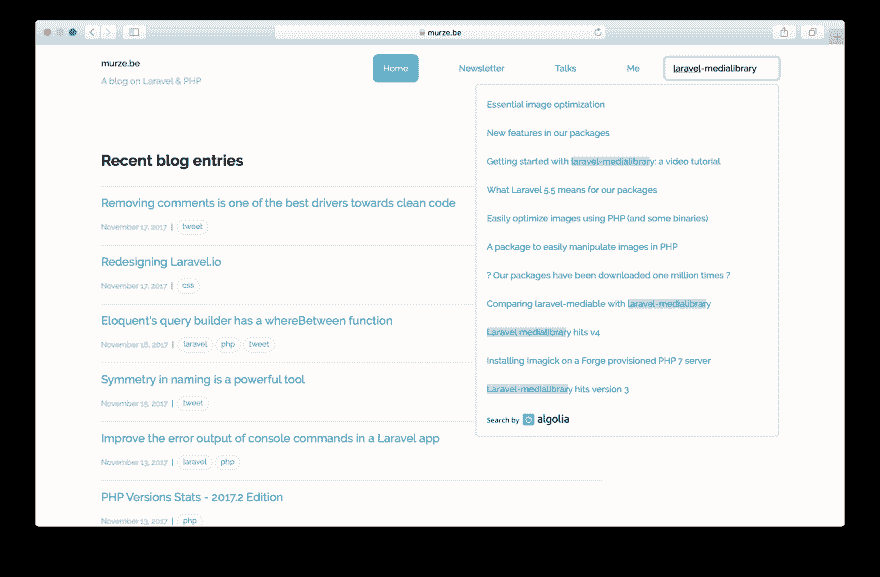 murze.be
murze.be
A blog on Laravel & PHP
Home
Newsletter
Talks
Me
laravel-medialibrary
Essential image optimization
New features in our packages
Getting started with laravel-medialibrary: a video tutorial
What Laravel 5.5 means for our packages
Easily optimize images using PHP (and some binaries)
A package to easily manipulate images in PHP
? Our packages have been downloaded one million times ?
Comparing laravel-mediable with laravel-medialibrary
Laravel medialibrary hits v4
Installing Imagick on a Forge provisioned PHP 7 server
Laravel-medialibrary hits version 3
Search by algolia
Recent blog entries
Removing comments is one of the best drivers towards clean code
November 17, 2017 | tweet
Redesigning Laravel.io
November 17, 2017 | css
Eloquent's query builder has a whereBetween function
November 16, 2017 | laravel php tweet
Symmetry in naming is a powerful tool
November 15, 2017 | tweet
Improve the error output of console commands in a Laravel app
November 13, 2017 | laravel php
PHP Versions Stats - 2017.2 Edition
November 13, 2017 | php